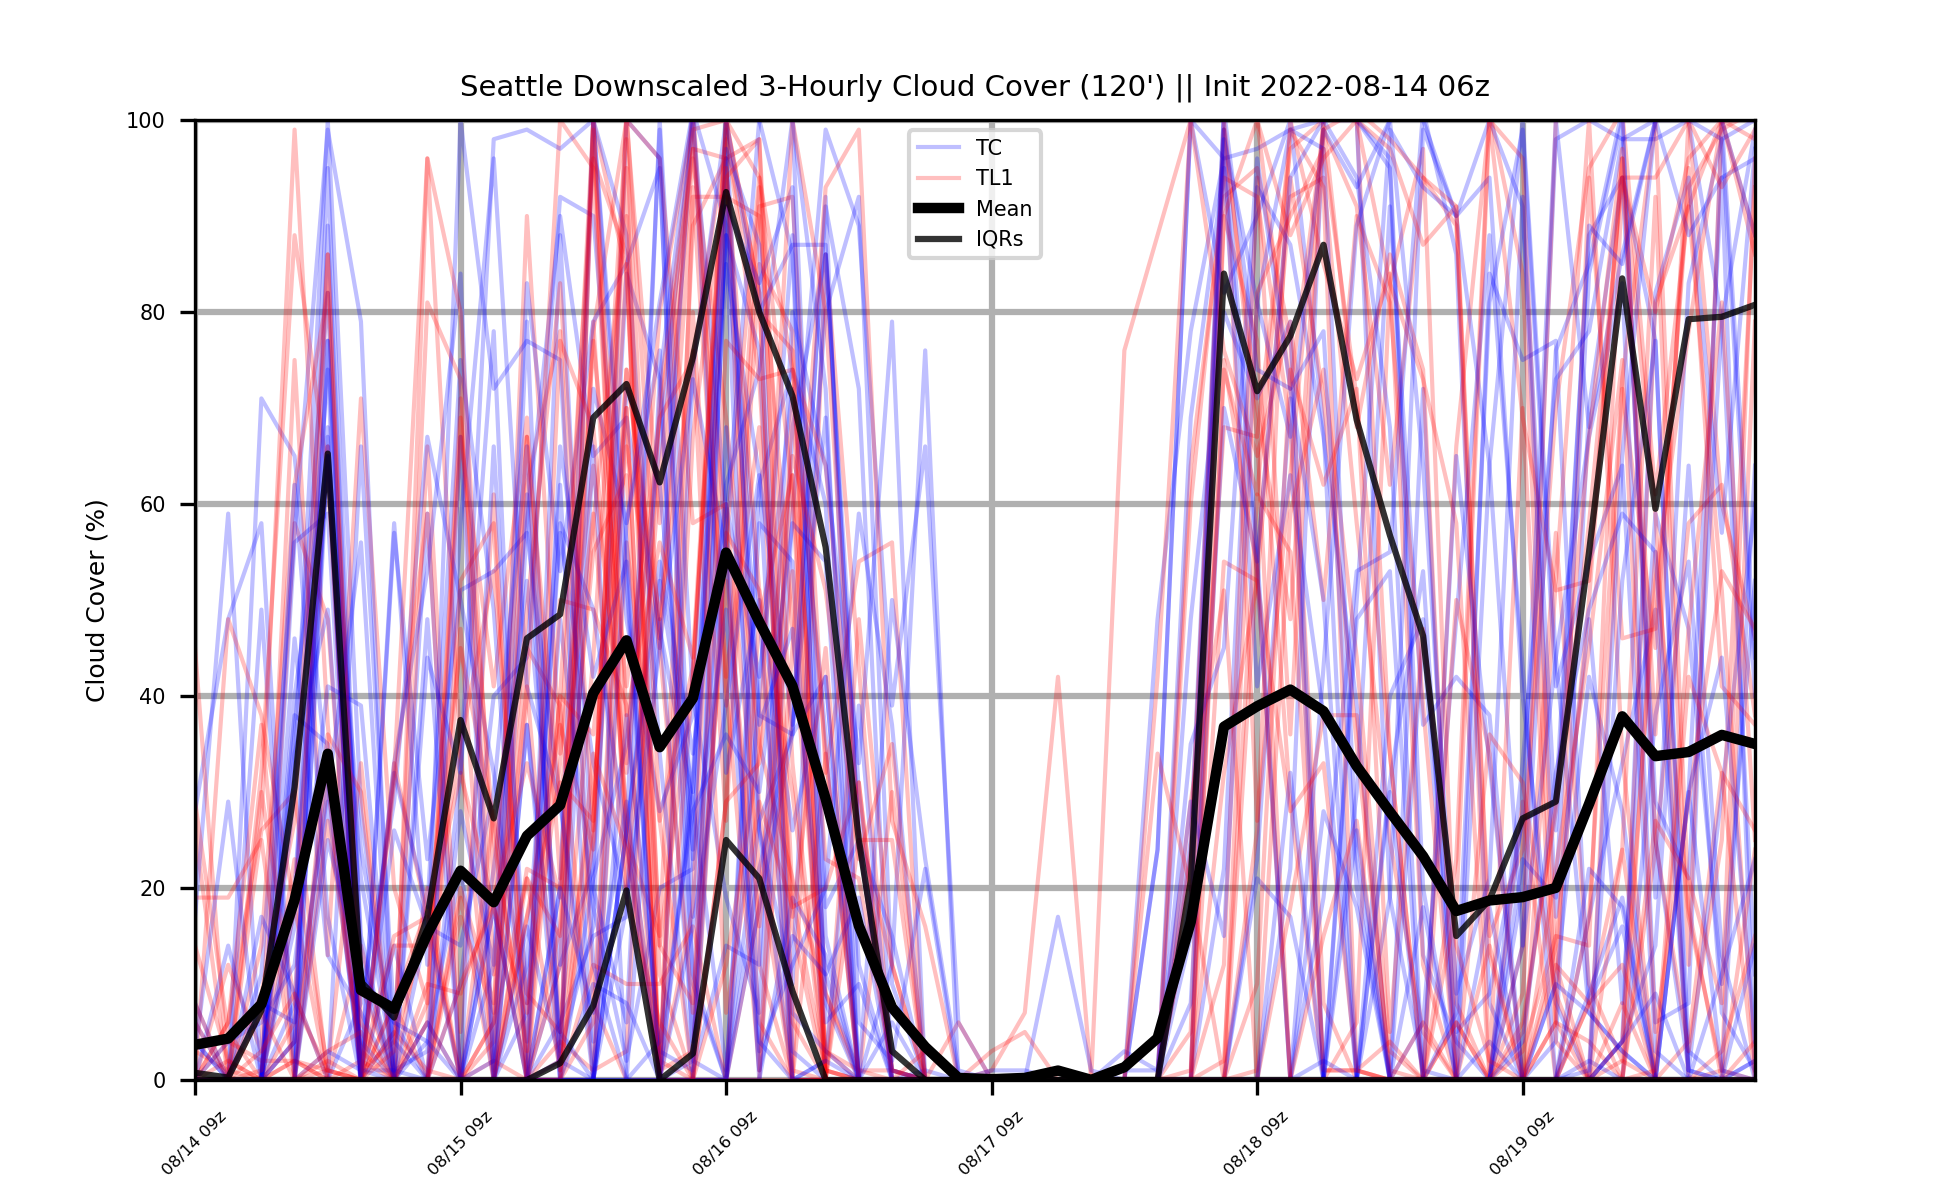 Seattle Downscaled 3-Hourly Cloud Cover (120') || Init 2022-08-14 06z
Cloud Cover (%)
100
80
60
40
20
0
TC
TL1
Mean
IQRs
08/14 09z
08/15 09z
08/16 09z
08/17 09z
08/18 09z
08/19 09z